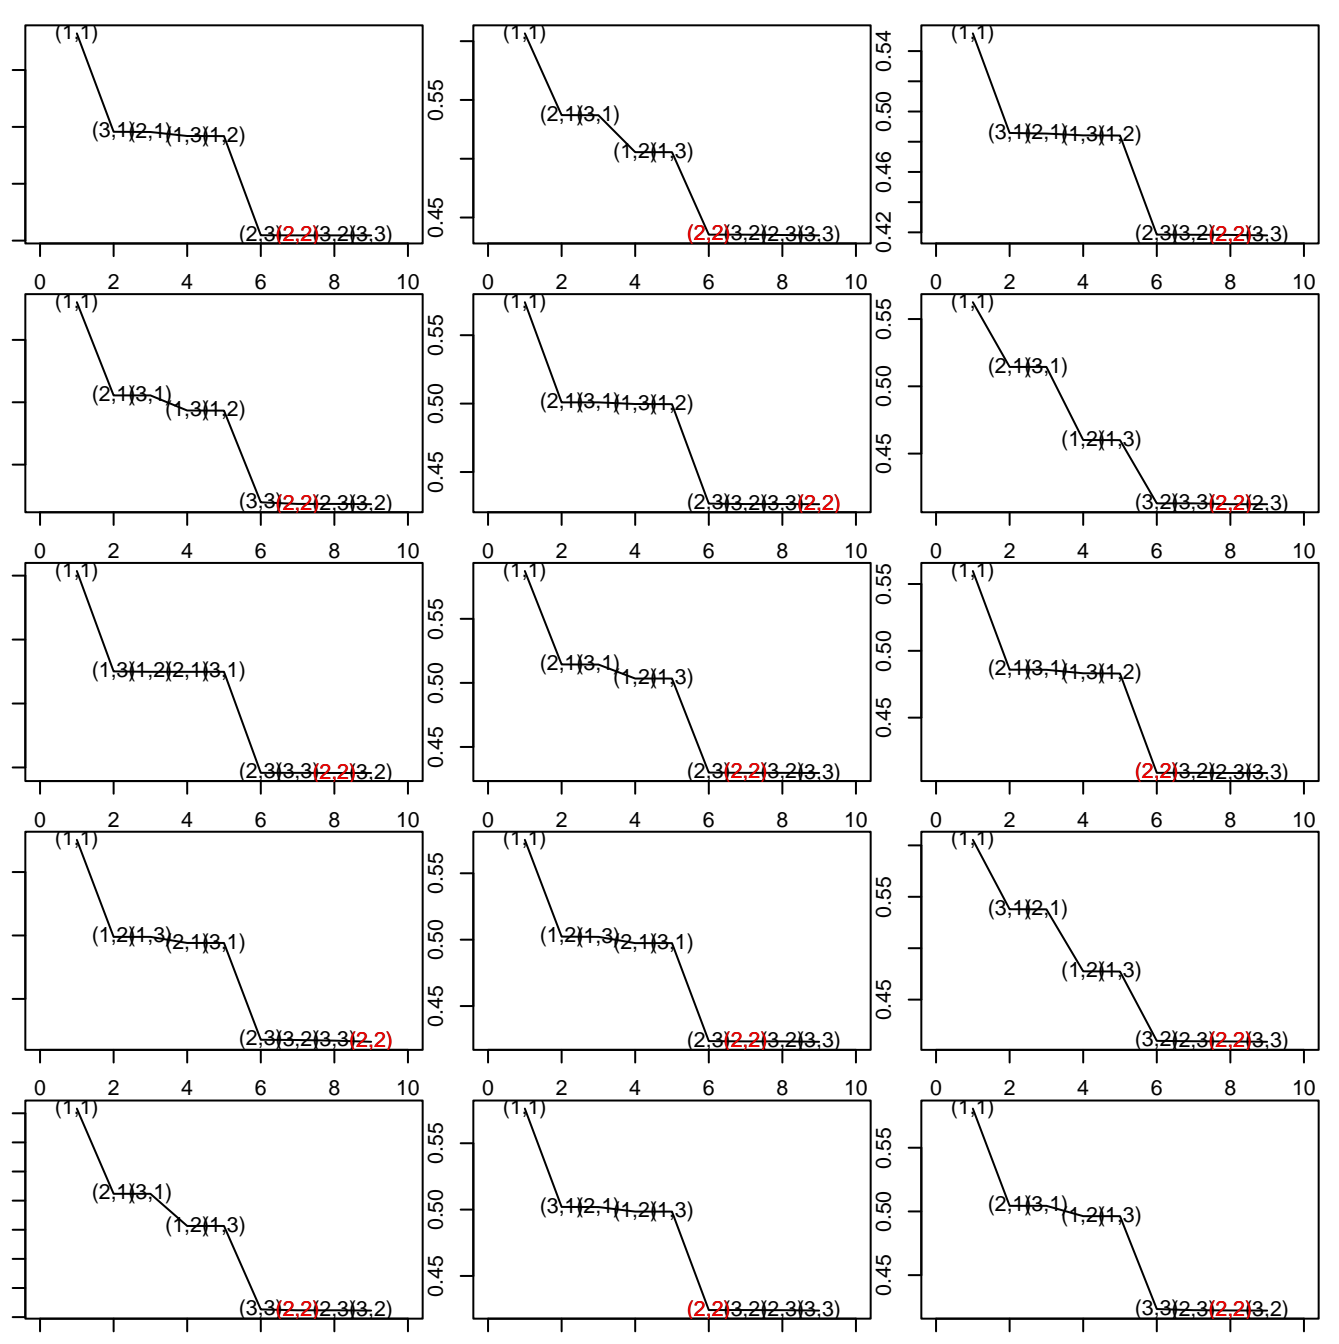 (1,1) (1,1) (1,1)
0.55 0.54
(3,1)(2,1)(1,3)(1,2) (2,1)(3,1) 0.50 (3,1)(2,1)(1,3)(1,2)
(1,2)(1,3) 0.46
0.45 0.42
(2,3)(2,2)(3,2)(3,3) (2,2)(3,2)(2,3)(3,3) (2,3)(3,2)(2,2)(3,3)
0 2 4 6 8 10 0 2 4 6 8 10 0 2 4 6 8 10
(1,1) (1,1) (1,1)
0.55 0.55
(2,1)(3,1) 0.50 (2,1)(3,1)(1,3)(1,2) 0.50 (2,1)(3,1)
(1,3)(1,2) 0.45 0.45 (1,2)(1,3)
(3,3)(2,2)(2,3)(3,2) (2,3)(3,2)(3,3)(2,2) (3,2)(3,3)(2,2)(2,3)
0 2 4 6 8 10 0 2 4 6 8 10 0 2 4 6 8 10
(1,1) (1,1) (1,1)
0.55 0.55
(1,3)(1,2)(2,1)(3,1) 0.50 (2,1)(3,1)(1,2)(1,3) 0.50 (2,1)(3,1)(1,3)(1,2)
0.45 0.45
(2,3)(3,3)(2,2)(3,2) (2,3)(2,2)(3,2)(3,3) (2,2)(3,2)(2,3)(3,3)
0 2 4 6 8 10 0 2 4 6 8 10 0 2 4 6 8 10
(1,1) (1,1) (1,1)
0.55 0.55
(1,2)(1,3)(2,1)(3,1) 0.50 (1,2)(1,3)(2,1)(3,1) (3,1)(2,1)
0.45 0.45 (1,2)(1,3)
(2,3)(3,2)(3,3)(2,2) (2,3)(2,2)(3,2)(3,3) (3,2)(2,3)(2,2)(3,3)
0 2 4 6 8 10 0 2 4 6 8 10 0 2 4 6 8 10
(1,1) (1,1) (1,1)
0.55 0.55
(2,1)(3,1) 0.50 (3,1)(2,1)(1,2)(1,3) 0.50 (2,1)(3,1)(1,2)(1,3)
(1,2)(1,3) 0.45 0.45
(3,3)(2,2)(2,3)(3,2) (2,2)(3,2)(2,3)(3,3) (3,3)(2,3)(2,2)(3,2)